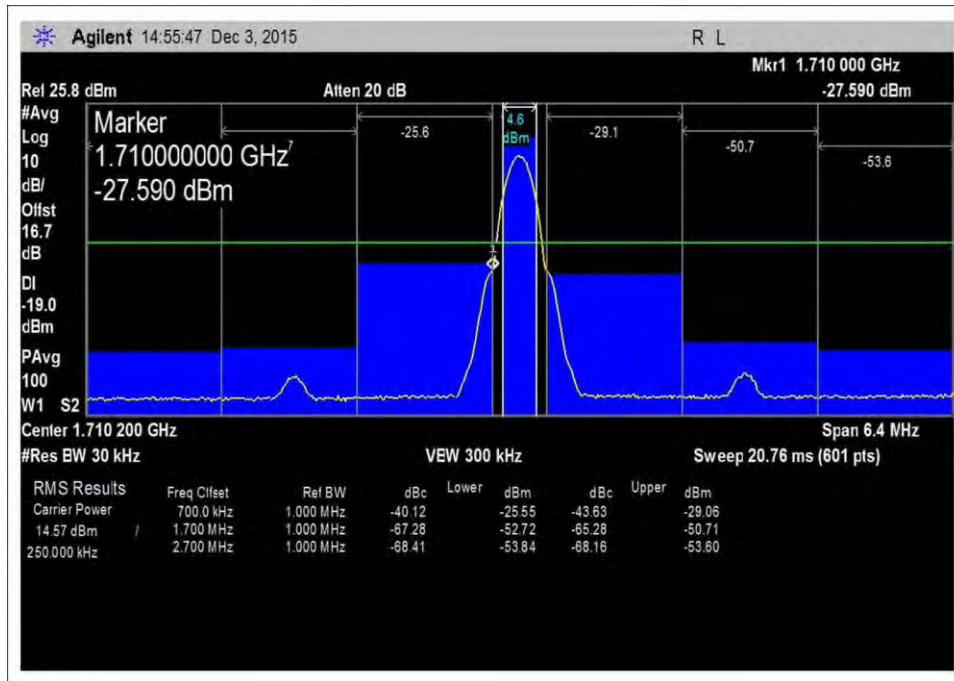 Agilent 14:55:47 Dec 3, 2015 R L
Mkr1 1.710 000 GHz
Rel 25.8 dBm Atten 20 dB -27.590 dBm
#Avg
Log
10
dB/
Offst
16.7
dB
DI
-19.0
dBm
PAvg
100
W1 S2
Marker
1.710000000 GHz
-27.590 dBm
-25.6
4.6
dBm
-29.1
-50.7
-53.6
1
Center 1.710 200 GHz Span 6.4 MHz
#Res BW 30 kHz VEW 300 kHz Sweep 20.76 ms (601 pts)
RMS Results Freq Clfset Ref BW dBc Lower dBm dBc Upper dBm
Carrier Power 700.0 kHz 1.000 MHz -40.12 -25.55 -43.63 -29.06
14.57 dBm / 1.700 MHz 1.000 MHz -67.28 -52.72 -65.28 -50.71
250.000 kHz 2.700 MHz 1.000 MHz -68.41 -53.84 -68.16 -53.60